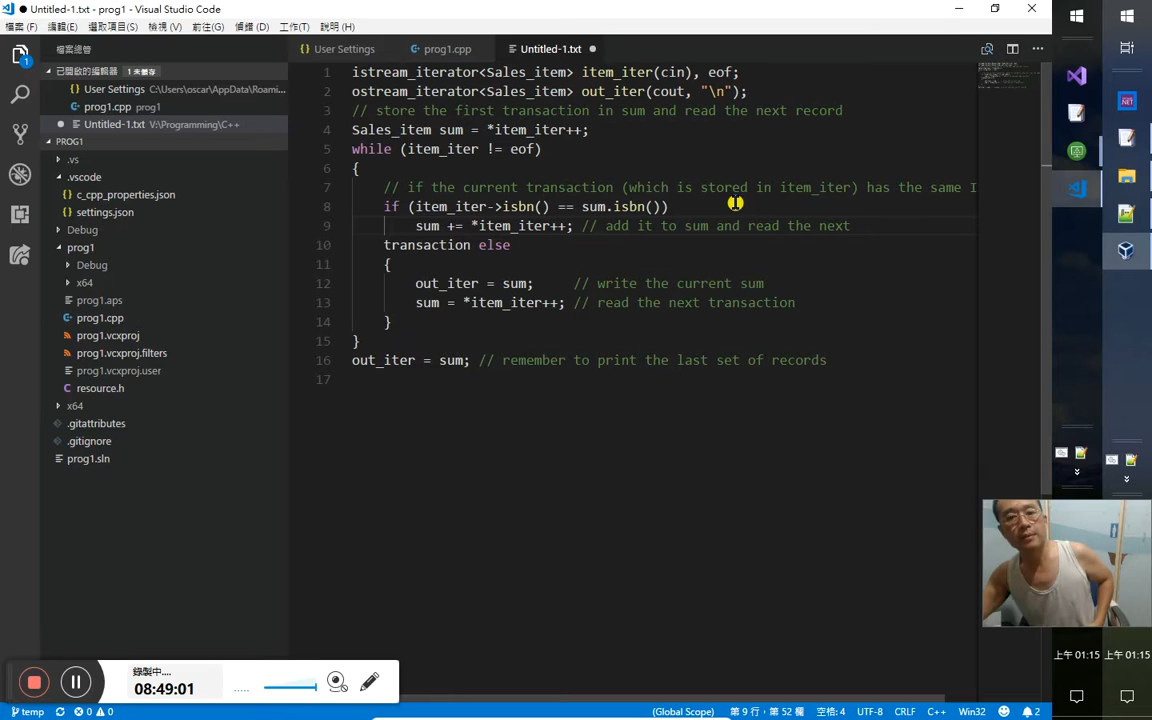 Untitled-1.txt - prog1 - Visual Studio Code
檔案 (F) 編輯(E) 選取項目(S) 檢視 (V) 前往(G) 偵錯 (D) 工作(T) 說明 (H)
檔案總管
User Settings prog1.cpp Untitled-1.txt
已開啟的編輯器 1 未儲存
User Settings C:\Users\oscar\AppData\Roami...
prog1.cpp prog1
Untitled-1.txt V:\Programming\C++
PROG1
.vs
.vscode
c_cpp_properties.json
settings.json
Debug
prog1
Debug
x64
prog1.aps
prog1.cpp
prog1.vcxproj
prog1.vcxproj.filters
prog1.vcxproj.user
resource.h
x64
.gitattributes
.gitignore
prog1.sln
1 istream_iterator<Sales_item> item_iter(cin), eof;
2 ostream_iterator<Sales_item> out_iter(cout, "\n");
3 // store the first transaction in sum and read the next record
4 Sales_item sum = *item_iter++;
5 while (item_iter != eof)
6 {
7 // if the current transaction (which is stored in item_iter) has the same I
8 if (item_iter->isbn() == sum.isbn())
9 sum += *item_iter++; // add it to sum and read the next
10 transaction else
11 {
12 out_iter = sum; // write the current sum
13 sum = *item_iter++; // read the next transaction
14 }
15 }
16 out_iter = sum; // remember to print the last set of records
17
1
.NET
錄製中....
08:49:01
上午 01:15 上午 01:15
temp 0 0 (Global Scope) 第 9 行，第 52 欄 空格: 4 UTF-8 CRLF C++ Win32 2